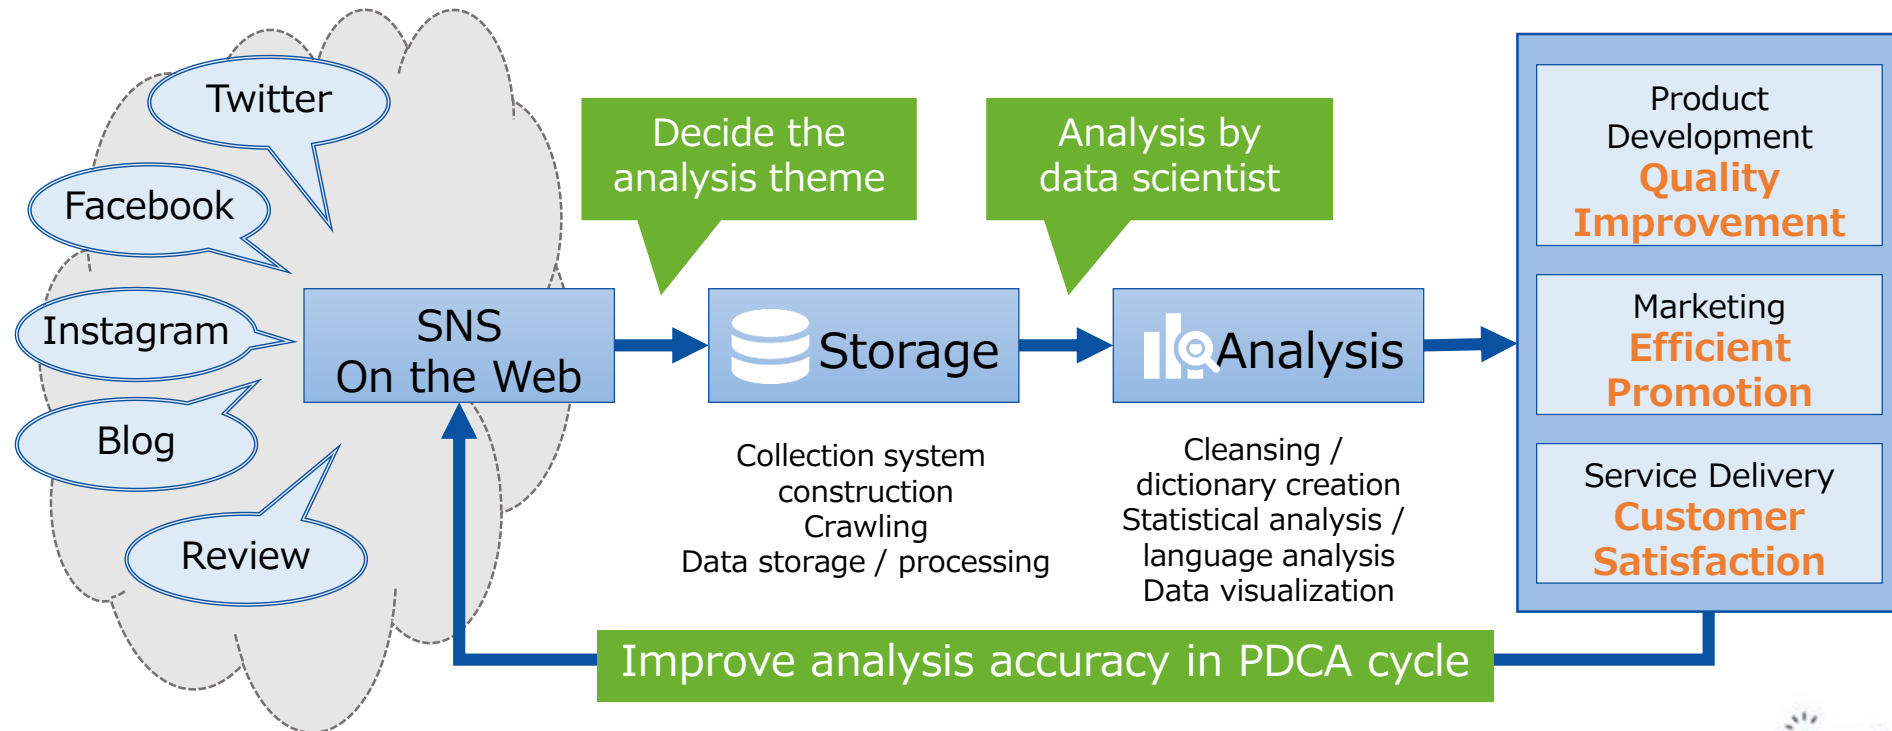 Twitter
Facebook
Instagram
Blog
Review
SNS
On the Web
Decide the
analysis theme
Storage
Collection system
construction
Crawling
Data storage / processing
Analysis by
data scientist
Analysis
Cleansing /
dictionary creation
Statistical analysis /
language analysis
Data visualization
Product
Development
Quality
Improvement
Marketing
Efficient
Promotion
Service Delivery
Customer
Satisfaction
Improve analysis accuracy in PDCA cycle